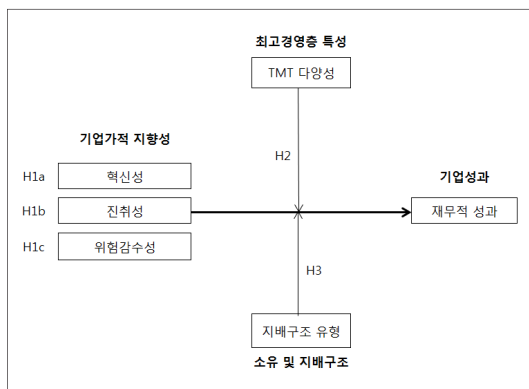 최고경영층 특성
TMT 다양성
기업가적 지향성
H2
H1a
혁신성
기업성과
H1b
진취성
재무적 성과
H1c
위험감수성
H3
지배구조 유형
소유 및 지배구조